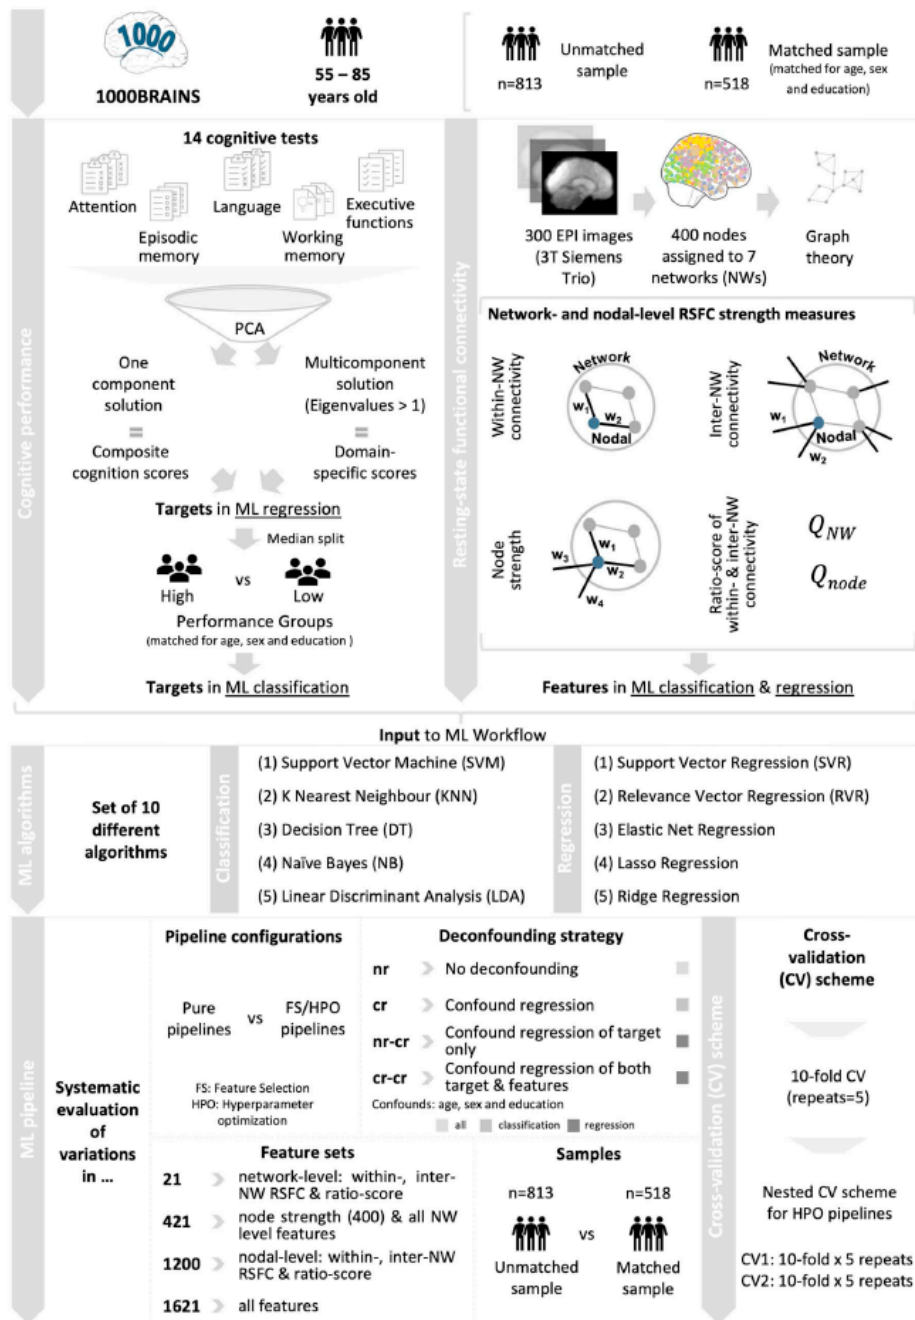 1000
1000BRAINS
55 – 85
years old
n=813
Unmatched
sample
n=518
Matched sample
(matched for age, sex
and education)
Cognitive performance
14 cognitive tests
Attention
Episodic
memory
Language
Working
memory
Executive
functions
PCA
One
component
solution
=
Composite
cognition scores
Multicomponent
solution
(Eigenvalues > 1)
=
Domain-
specific scores
Targets in ML regression
Median split
High
vs
Low
Performance Groups
(matched for age, sex and education )
Targets in ML classification
Resting-state functional connectivity
300 EPI images
(3T Siemens
Trio)
400 nodes
assigned to 7
networks (NWs)
Graph
theory
Network- and nodal-level RSFC strength measures
Within-NW
connectivity
Network
w1
w2
Nodal
Inter-NW
connectivity
Network
w1
Nodal
w2
Node
strength
w3
w1
w2
w4
Ratio-score of
within- & inter-NW
connectivity
QNW
Qnode
Features in ML classification & regression
Input to ML Workflow
ML algorithms
Set of 10
different
algorithms
Classification
(1) Support Vector Machine (SVM)
(2) K Nearest Neighbour (KNN)
(3) Decision Tree (DT)
(4) Naïve Bayes (NB)
(5) Linear Discriminant Analysis (LDA)
Regression
(1) Support Vector Regression (SVR)
(2) Relevance Vector Regression (RVR)
(3) Elastic Net Regression
(4) Lasso Regression
(5) Ridge Regression
ML pipeline
Systematic
evaluation
of
variations
in ...
Pipeline configurations
Pure
pipelines
vs
FS/HPO
pipelines
FS: Feature Selection
HPO: Hyperparameter
optimization
Deconfounding strategy
nr No deconfounding
cr Confound regression
nr-cr Confound regression of target
only
cr-cr Confound regression of both
target & features
Confounds: age, sex and education
all classification regression
Feature sets
21 network-level: within-, inter-
NW RSFC & ratio-score
421 node strength (400) & all NW
level features
1200 nodal-level: within-, inter-NW
RSFC & ratio-score
1621 all features
Samples
n=813
n=518
vs
Unmatched
sample
Matched
sample
Cross-validation (CV) scheme
Cross-
validation
(CV) scheme
10-fold CV
(repeats=5)
Nested CV scheme
for HPO pipelines
CV1: 10-fold x 5 repeats
CV2: 10-fold x 5 repeats